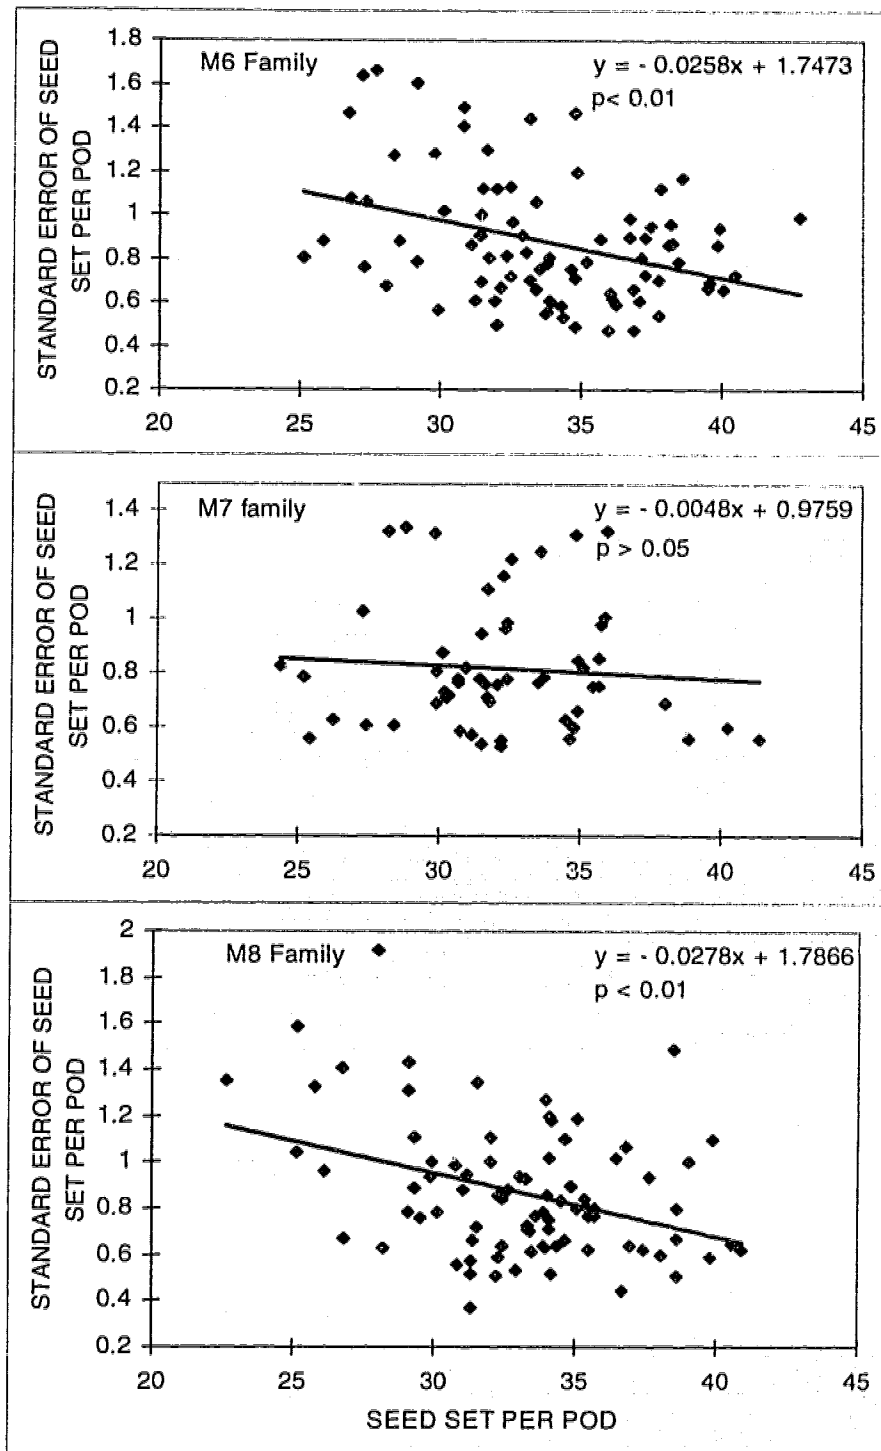 STANDARD ERROR OF SEED
SET PER POD
1.8
1.6
1.4
1.2
1
0.8
0.6
0.4
0.2
M6 Family
y = - 0.0258x + 1.7473
p< 0.01
20 25 30 35 40 45
STANDARD ERROR OF SEED
SET PER POD
1.4
1.2
1
0.8
0.6
0.4
0.2
M7 family
y = - 0.0048x + 0.9759
p > 0.05
20 25 30 35 40 45
STANDARD ERROR OF SEED
SET PER POD
2
1.8
1.6
1.4
1.2
1
0.8
0.6
0.4
0.2
M8 Family
y = - 0.0278x + 1.7866
p < 0.01
20 25 30 35 40 45
SEED SET PER POD